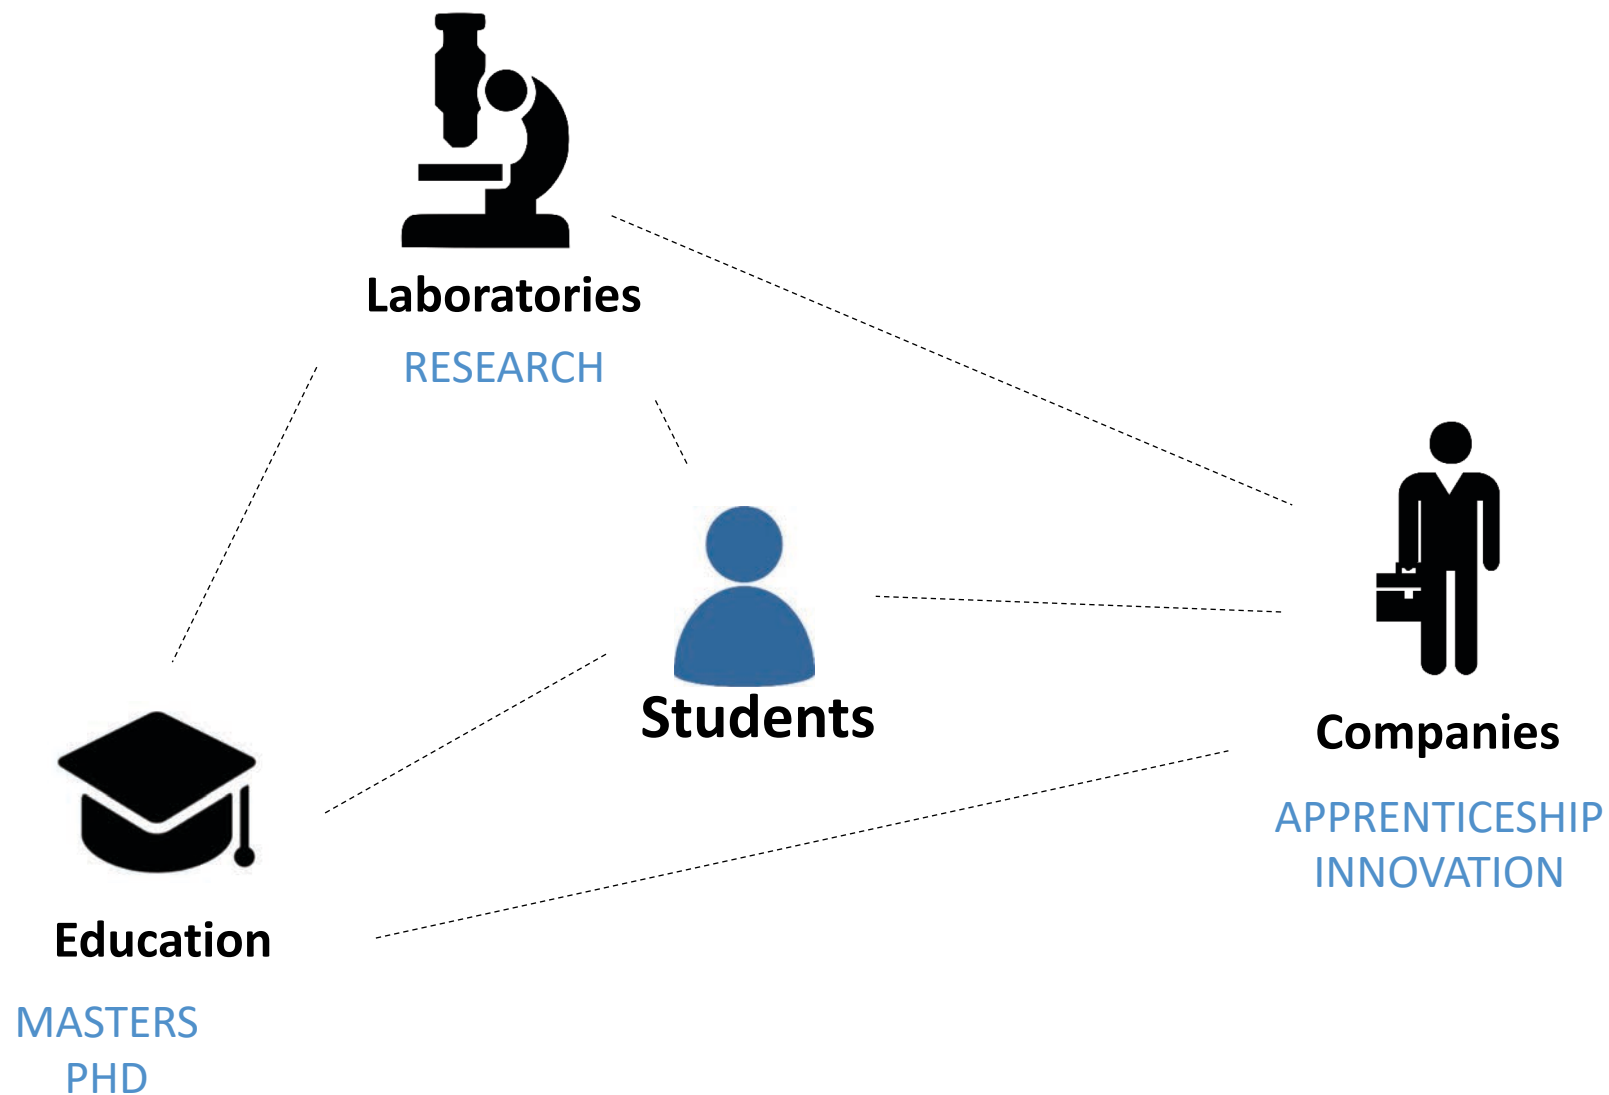 Laboratories
RESEARCH
Students
Companies
APPRENTICESHIP
INNOVATION
Education
MASTERS
PHD